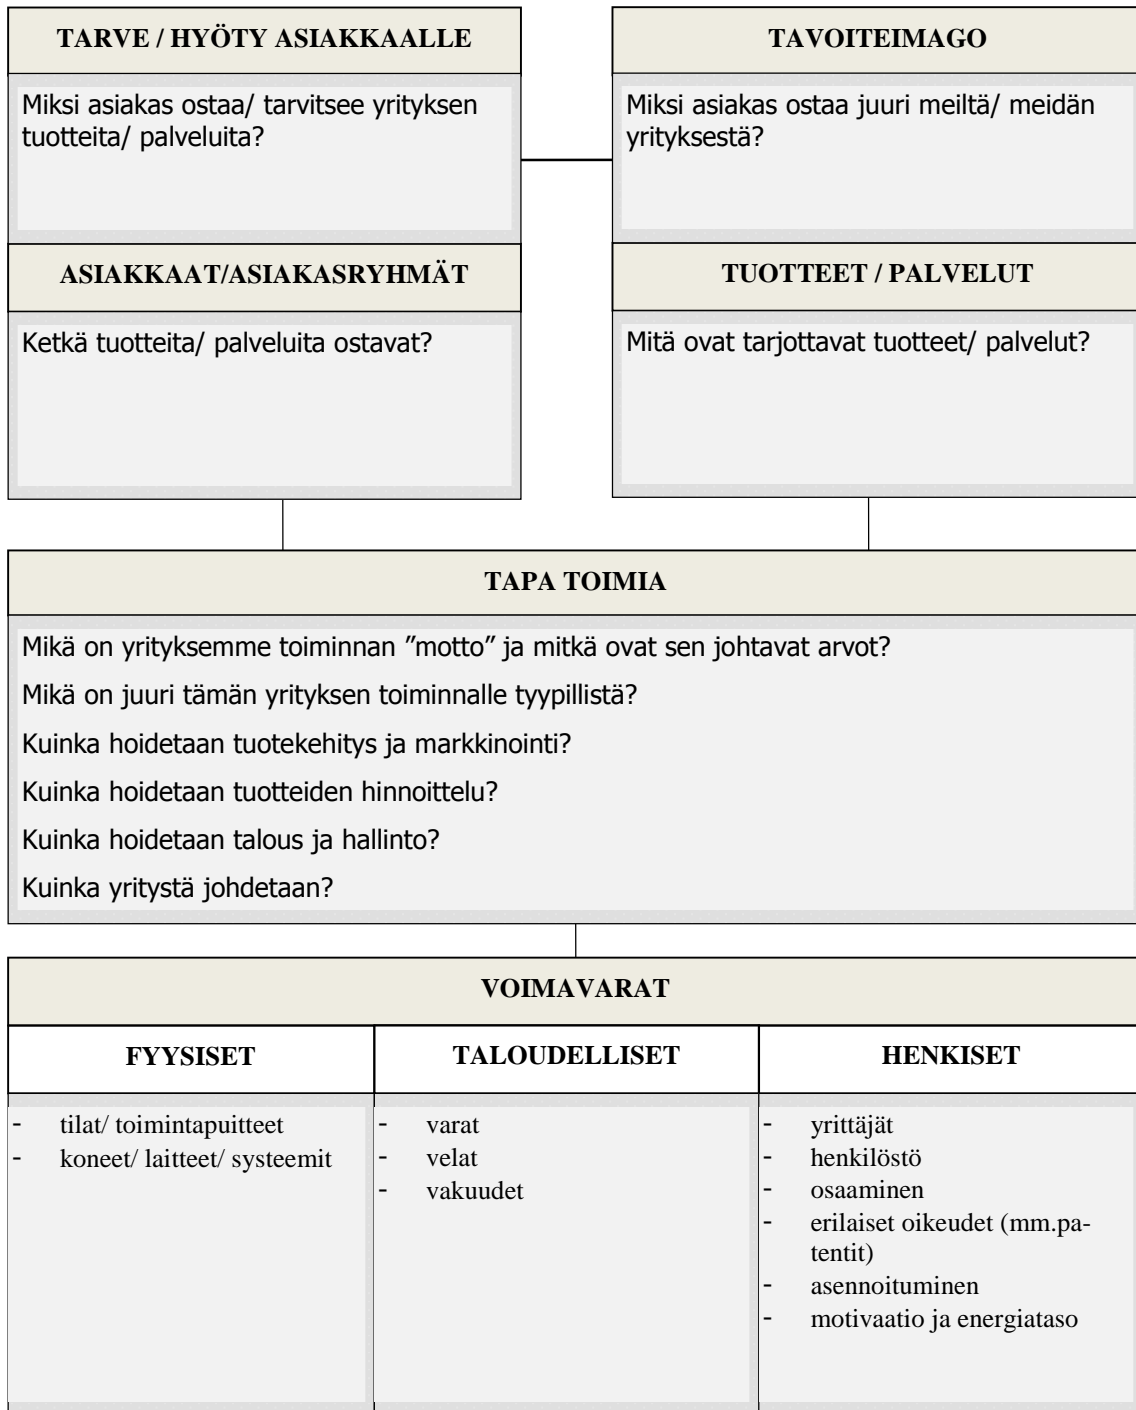 TARVE / HYÖTY ASIAKKAALLE
Miksi asiakas ostaa/ tarvitsee yrityksen
tuotteita/ palveluita?
TAVOITEIMAGO
Miksi asiakas ostaa juuri meiltä/ meidän
yrityksestä?
ASIAKKAAT/ASIAKASRYHMÄT
Ketkä tuotteita/ palveluita ostavat?
TUOTTEET / PALVELUT
Mitä ovat tarjottavat tuotteet/ palvelut?
TAPA TOIMIA
Mikä on yrityksemme toiminnan ”motto” ja mitkä ovat sen johtavat arvot?
Mikä on juuri tämän yrityksen toiminnalle tyypillistä?
Kuinka hoidetaan tuotekehitys ja markkinointi?
Kuinka hoidetaan tuotteiden hinnoittelu?
Kuinka hoidetaan talous ja hallinto?
Kuinka yritystä johdetaan?
VOIMAVARAT
FYYSISET
- tilat/ toimintapuitteet
- koneet/ laitteet/ systeemit
TALOUDELLISET
- varat
- velat
- vakuudet
HENKISET
- yrittäjät
- henkilöstö
- osaaminen
- erilaiset oikeudet (mm.pa-
tentit)
- asennoituminen
- motivaatio ja energiataso